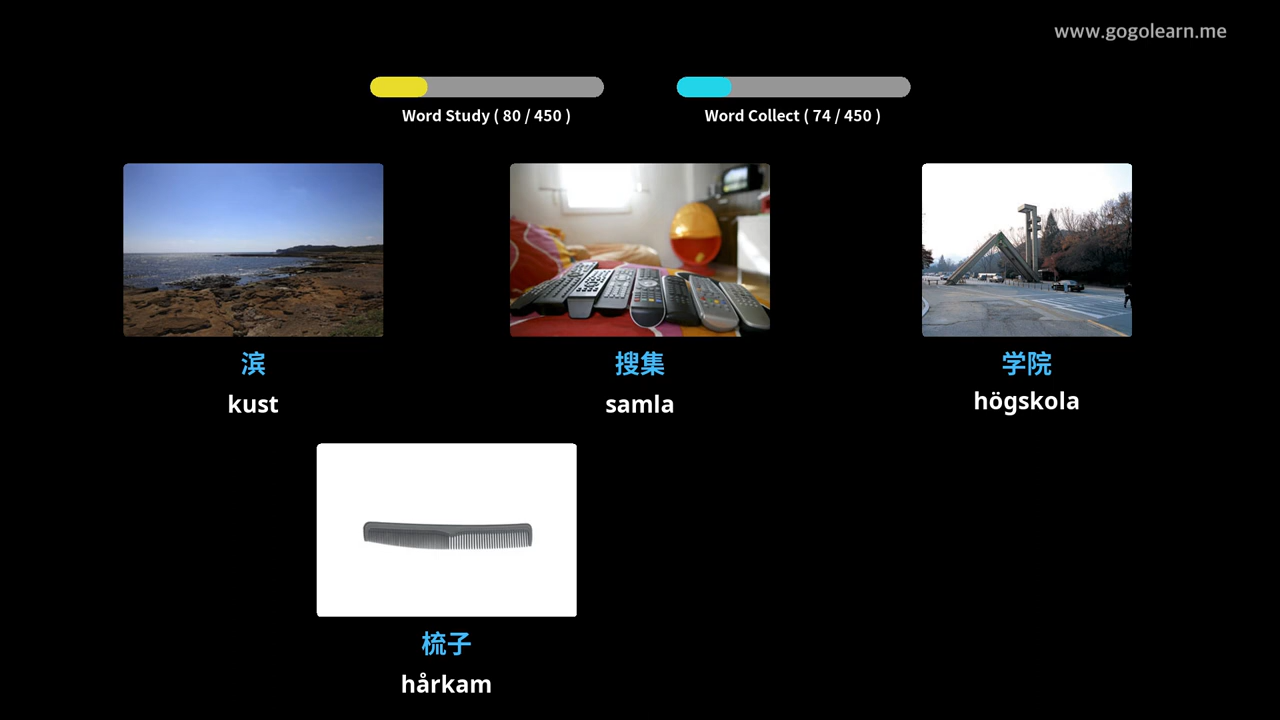 www.gogolearn.me
Word Study ( 80 / 450 )
Word Collect ( 74 / 450 )
滨
kust
搜集
samla
学院
högskola
梳子
hårkam